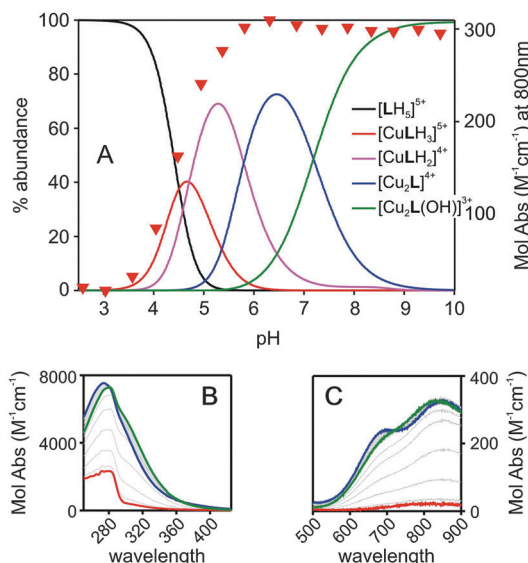 100
80
60
40
20
0
% abundance
A
[LH₅]⁵⁺
[CuLH₃]⁵⁺
[CuLH₂]⁴⁺
[Cu₂L]⁴⁺
[Cu₂L(OH)]³⁺
300
200
100
0
Mol Abs (M⁻¹cm⁻¹) at 800nm
3 4 5 6 7 8 9 10
pH
8000
4000
0
Mol Abs (M⁻¹cm⁻¹)
B
280 320 360 400
wavelength
C
400
200
0
Mol Abs (M⁻¹cm⁻¹)
500 600 700 800 900
wavelength